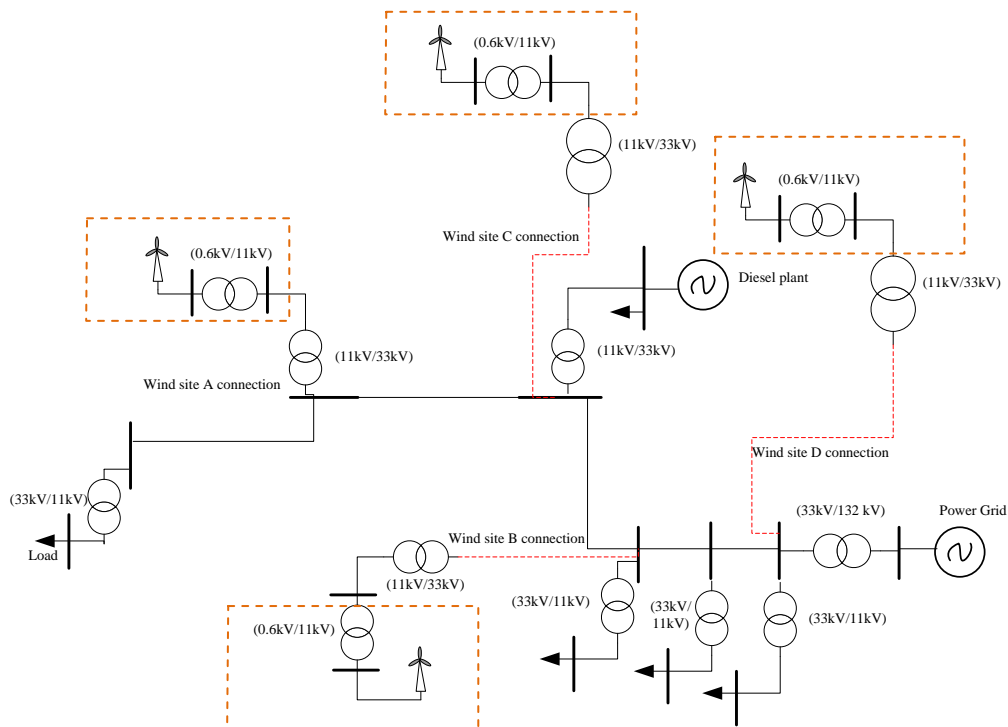 (0.6kV/11kV)
(11kV/33kV)
(0.6kV/11kV)
Wind site C connection
(0.6kV/11kV)
Diesel plant
(11kV/33kV)
(11kV/33kV)
(11kV/33kV)
Wind site A connection
Wind site D connection
(33kV/11kV)
(33kV/132 kV)
Power Grid
Load
Wind site B connection
(11kV/33kV)
(33kV/11kV)
(33kV/
11kV)
(33kV/11kV)
(0.6kV/11kV)